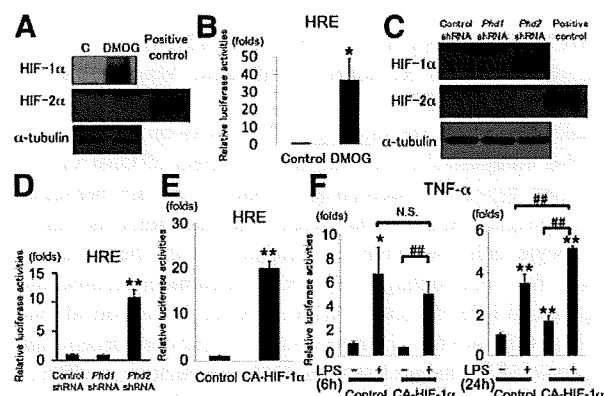 A
C DMOG Positive control
HIF-1α
HIF-2α
α-tubulin
B
HRE
(folds)
Relative luciferase activities
50
40
30
20
10
0
*
Control DMOG
C
Control shRNA Phd1 shRNA Phd2 shRNA Positive control
HIF-1α
HIF-2α
α-tubulin
D
(folds) HRE
Relative luciferase activities
15
10
5
0
**
Control shRNA Phd1 shRNA Phd2 shRNA
E
(folds) HRE
Relative luciferase activities
30
20
10
0
**
Control CA-HIF-1α
F
TNF-α
(folds)
Relative luciferase activities
10
8
6
4
2
0
N.S.
*
##
LPS - + - +
(6h)
Control CA-HIF-1α
(folds)
Relative luciferase activities
6
4
2
0
##
##
**
**
**
LPS - + - +
(24h)
Control CA-HIF-1α